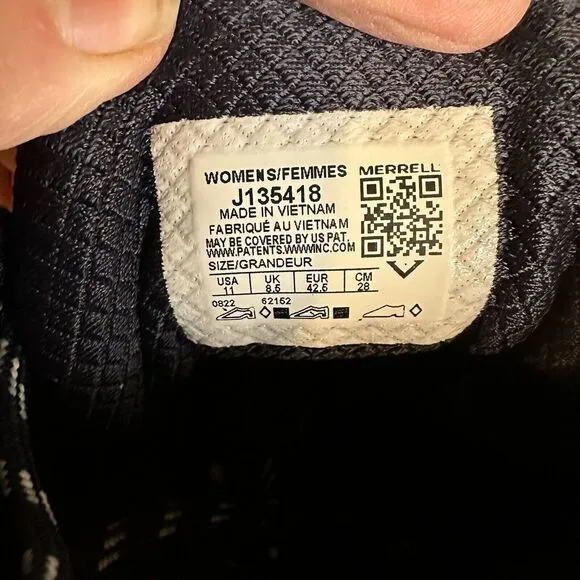 WOMENS/FEMMES MERRELL
J135418
MADE IN VIETNAM
FABRIQUÉ AU VIETNAM
MAY BE COVERED BY US PAT.
WWW.PATENTS.WWWINC.COM
SIZE/GRANDEUR
USA UK EUR CM
11 8.5 42.5 28
0822 62152